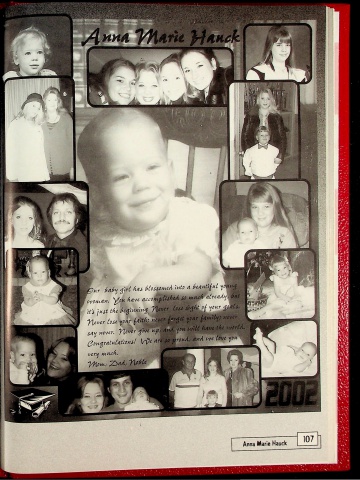 Anna Marie Hauck
Our baby girl has blossomed into a beautiful young
woman. You have accomplished so much already, and
it's just the beginning. Never lose sight of your goals.
Never lose your faith, never forget your family, never
say never. Never give up, and you will have the world.
Congratulations! We are so proud, and we love you
very much.
Mom, Dad, Noble
2002
Anna Marie Hauck 107